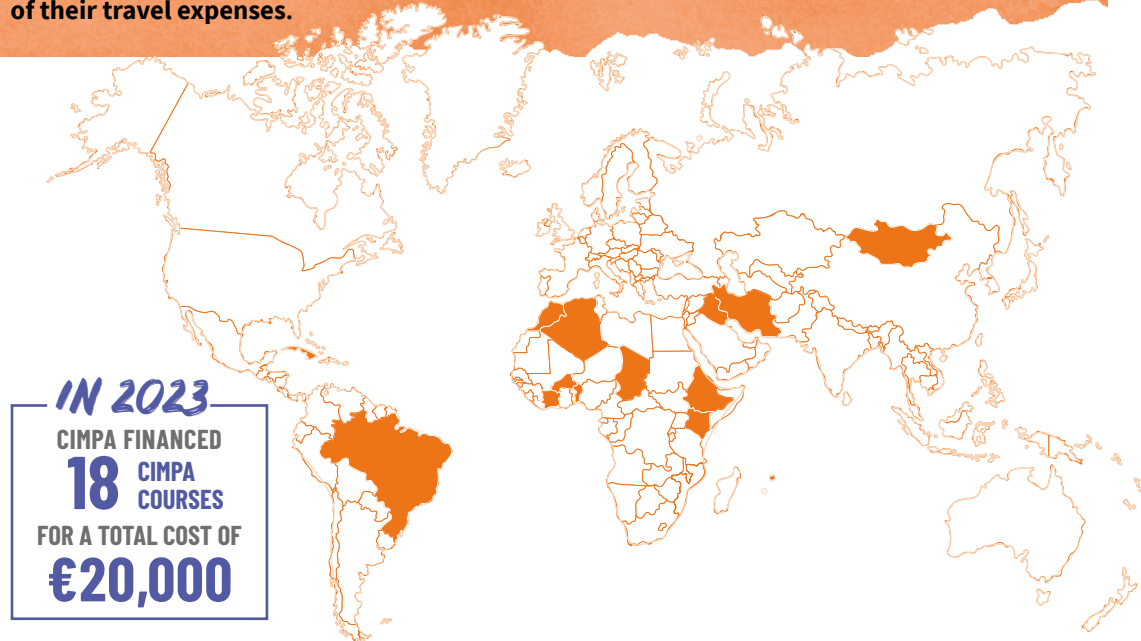 of their travel expenses.
IN 2023
CIMPA FINANCED
18 CIMPA
COURSES
FOR A TOTAL COST OF
€20,000